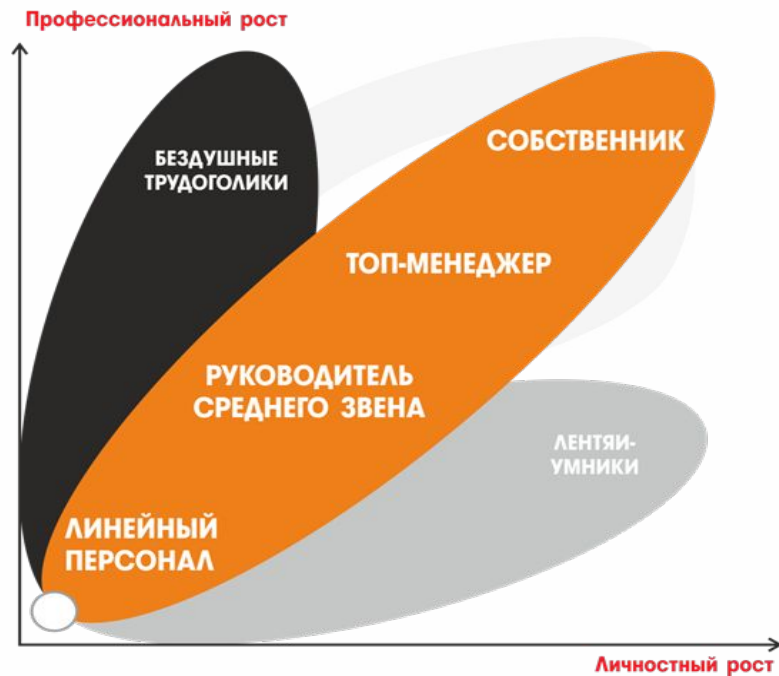 Профессиональный рост
БЕЗДУШНЫЕ
ТРУДОГОЛИКИ
СОБСТВЕННИК
ТОП-МЕНЕДЖЕР
РУКОВОДИТЕЛЬ
СРЕДНЕГО ЗВЕНА
ЛЕНТЯИ-
УМНИКИ
ЛИНЕЙНЫЙ
ПЕРСОНАЛ
Личностный рост